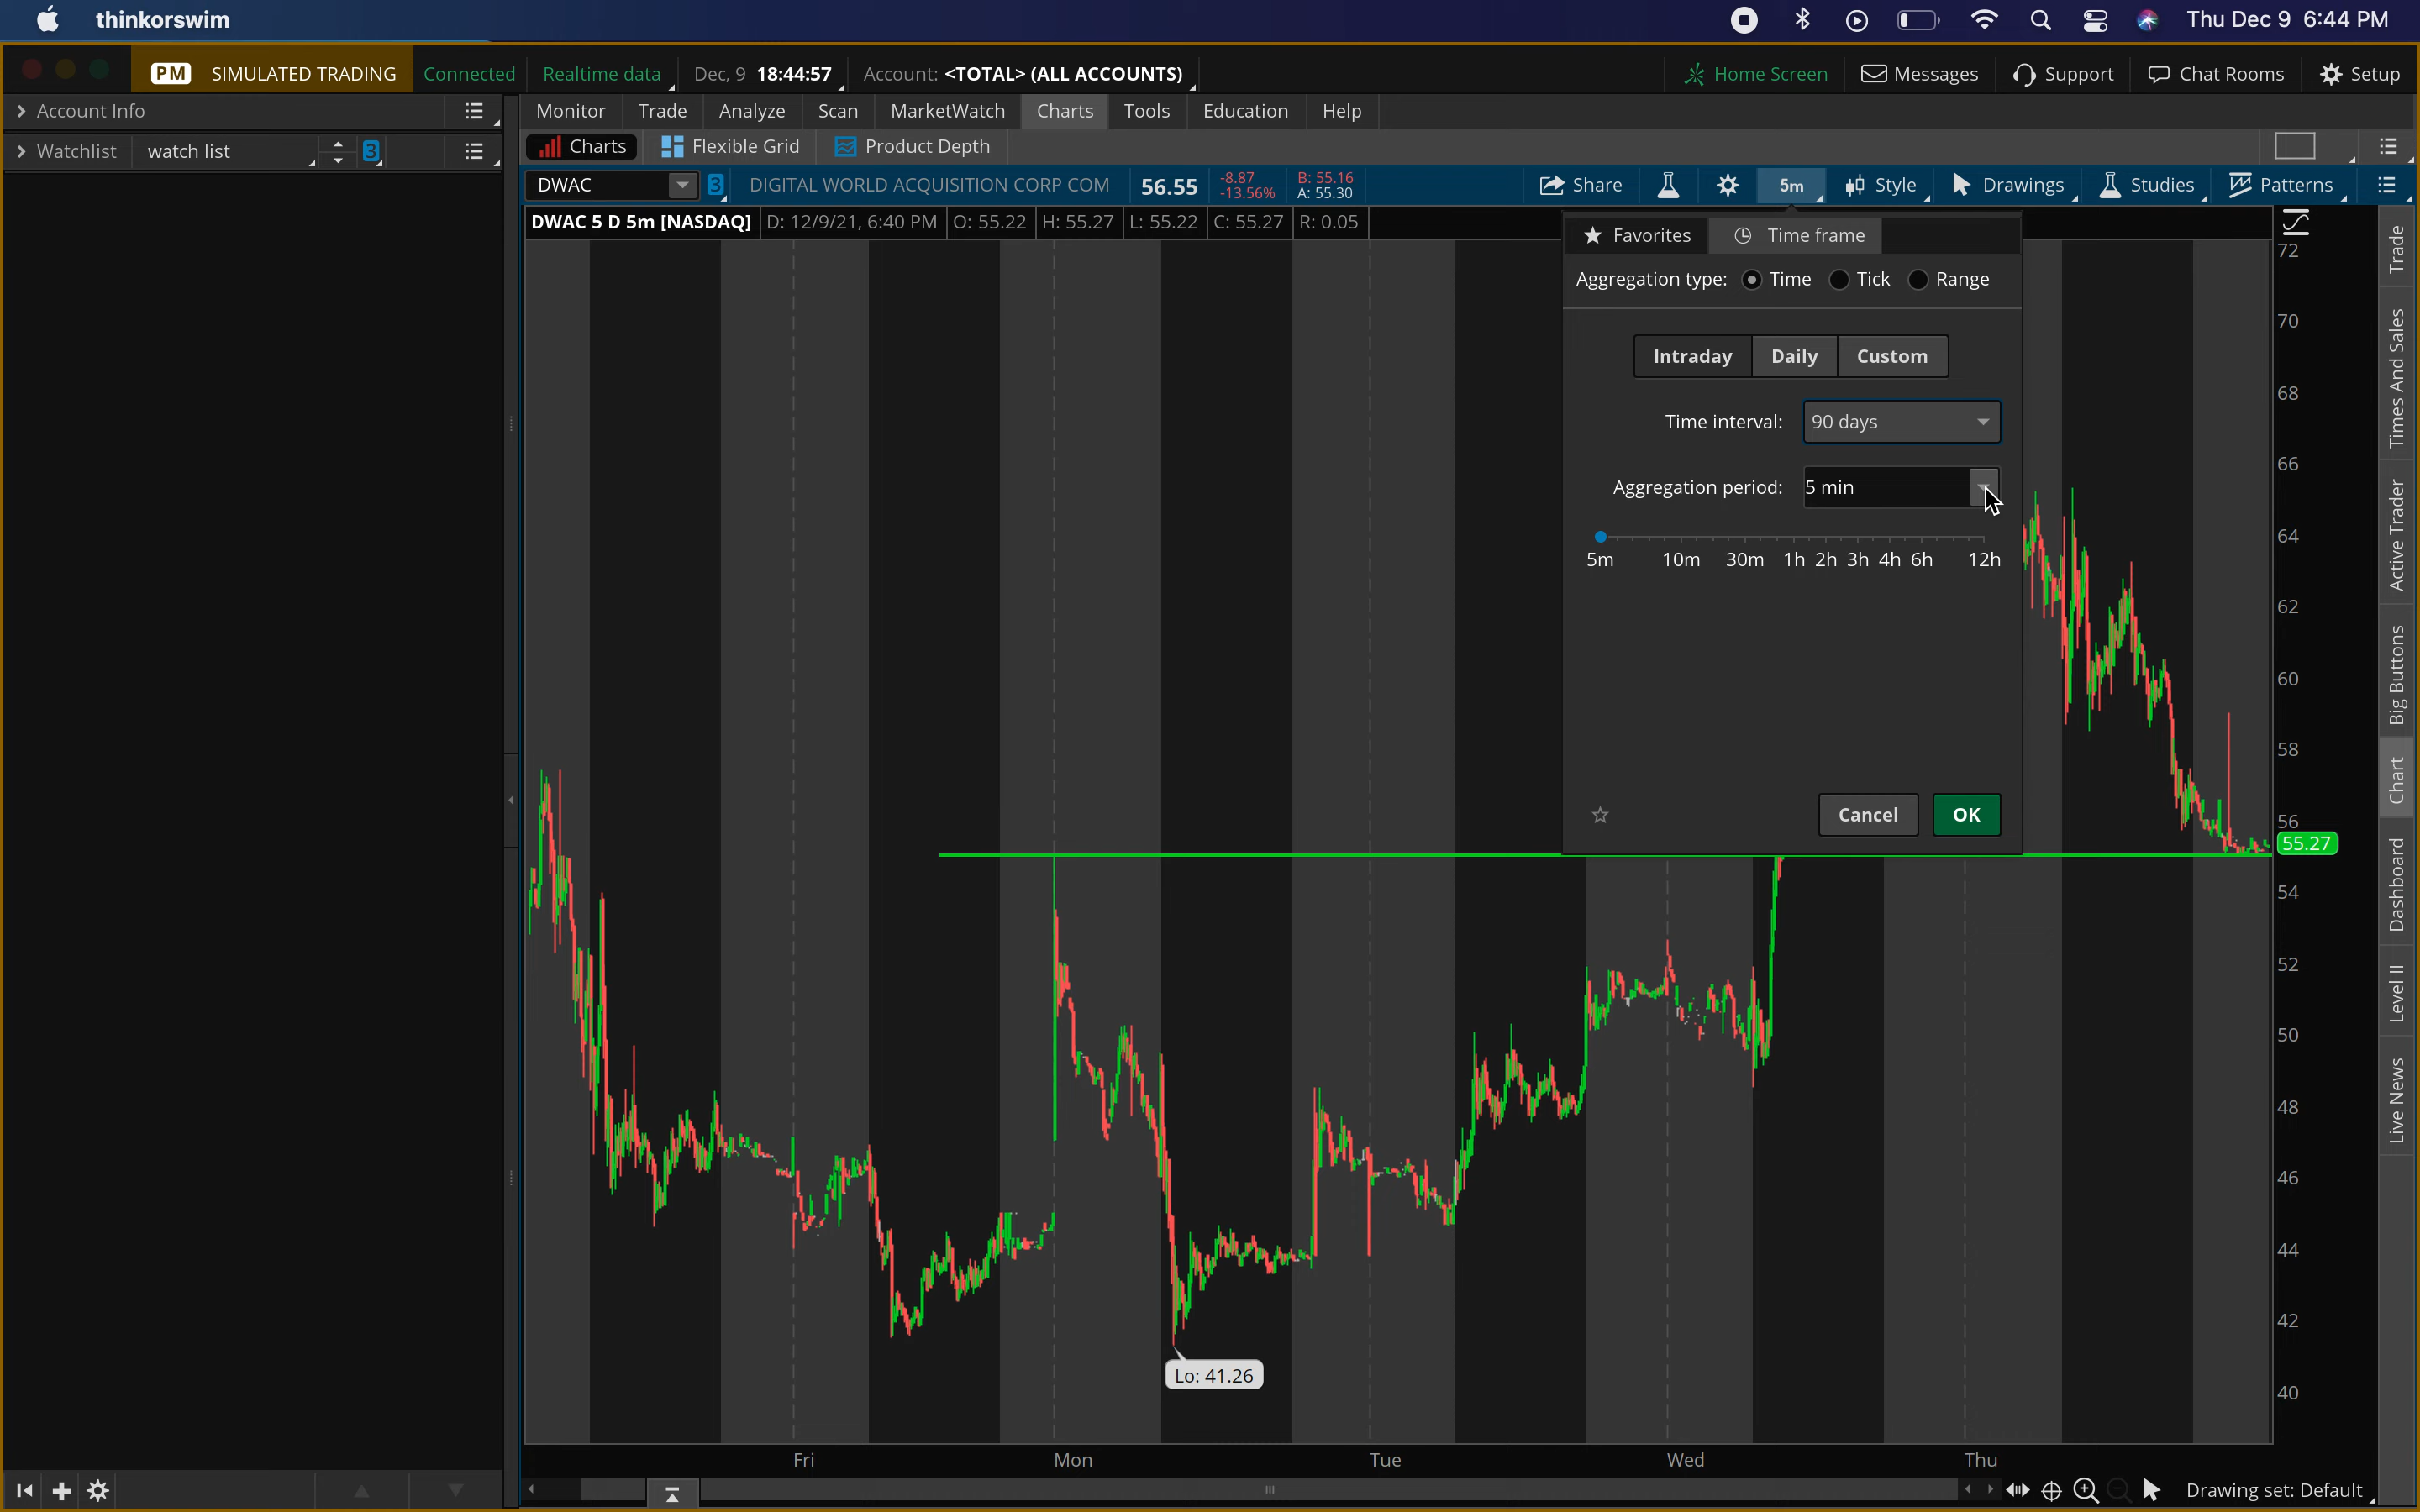 thinkorswim
Thu Dec 9 6:44 PM
PM SIMULATED TRADING Connected Realtime data Dec, 9 18:44:57 Account: <TOTAL> (ALL ACCOUNTS) Home Screen Messages Support Chat Rooms Setup
Account Info
Monitor Trade Analyze Scan MarketWatch Charts Tools Education Help
Watchlist watch list 3
Charts Flexible Grid Product Depth
DWAC 3 DIGITAL WORLD ACQUISITION CORP COM 56.55 -8.87 -13.56% B: 55.16 A: 55.30 Share 5m Style Drawings Studies Patterns
DWAC 5 D 5m [NASDAQ] D: 12/9/21, 6:40 PM O: 55.22 H: 55.27 L: 55.22 C: 55.27 R: 0.05
Favorites Time frame
Aggregation type: Time Tick Range
Intraday Daily Custom
Time interval: 90 days
Aggregation period: 5 min
5m 10m 30m 1h 2h 3h 4h 6h 12h
Cancel OK
72
70
68
66
64
62
60
58
56
55.27
54
52
50
48
46
44
42
40
Lo: 41.26
Fri Mon Tue Wed Thu
Trade
Times And Sales
Active Trader
Big Buttons
Chart
Dashboard
Level II
Live News
Drawing set: Default